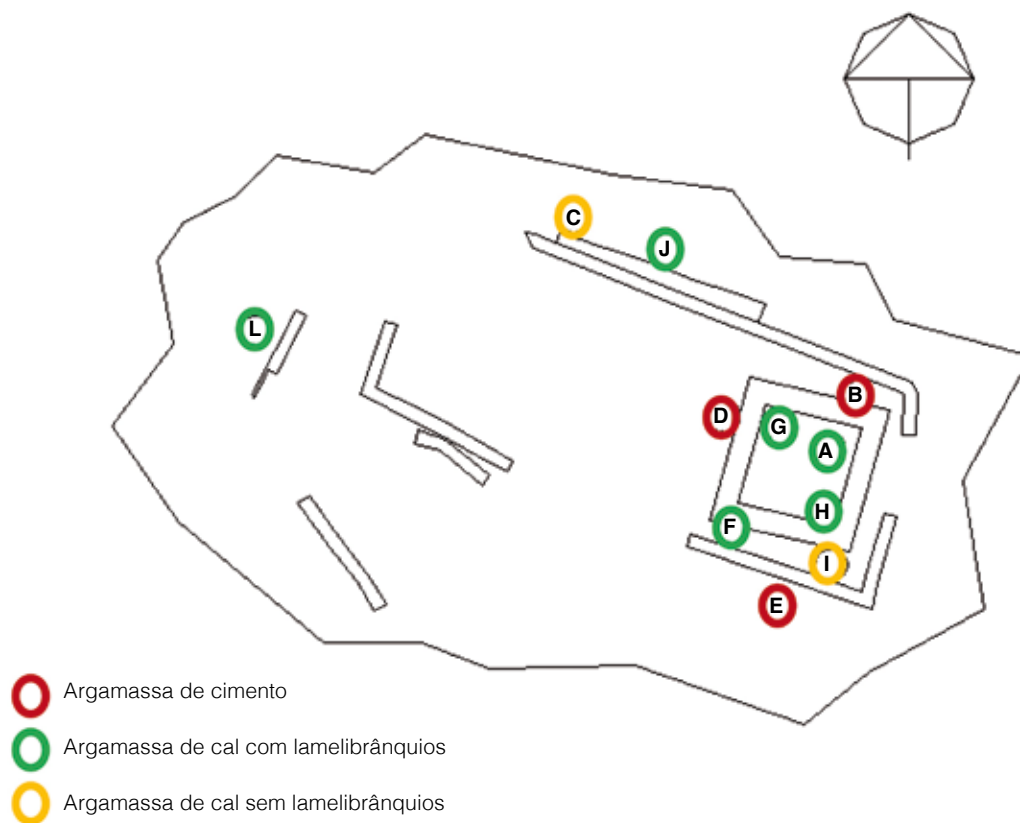 C
J
L
B
D
G
A
H
F
I
E
Argamassa de cimento
Argamassa de cal com lamelibrânquios
Argamassa de cal sem lamelibrânquios